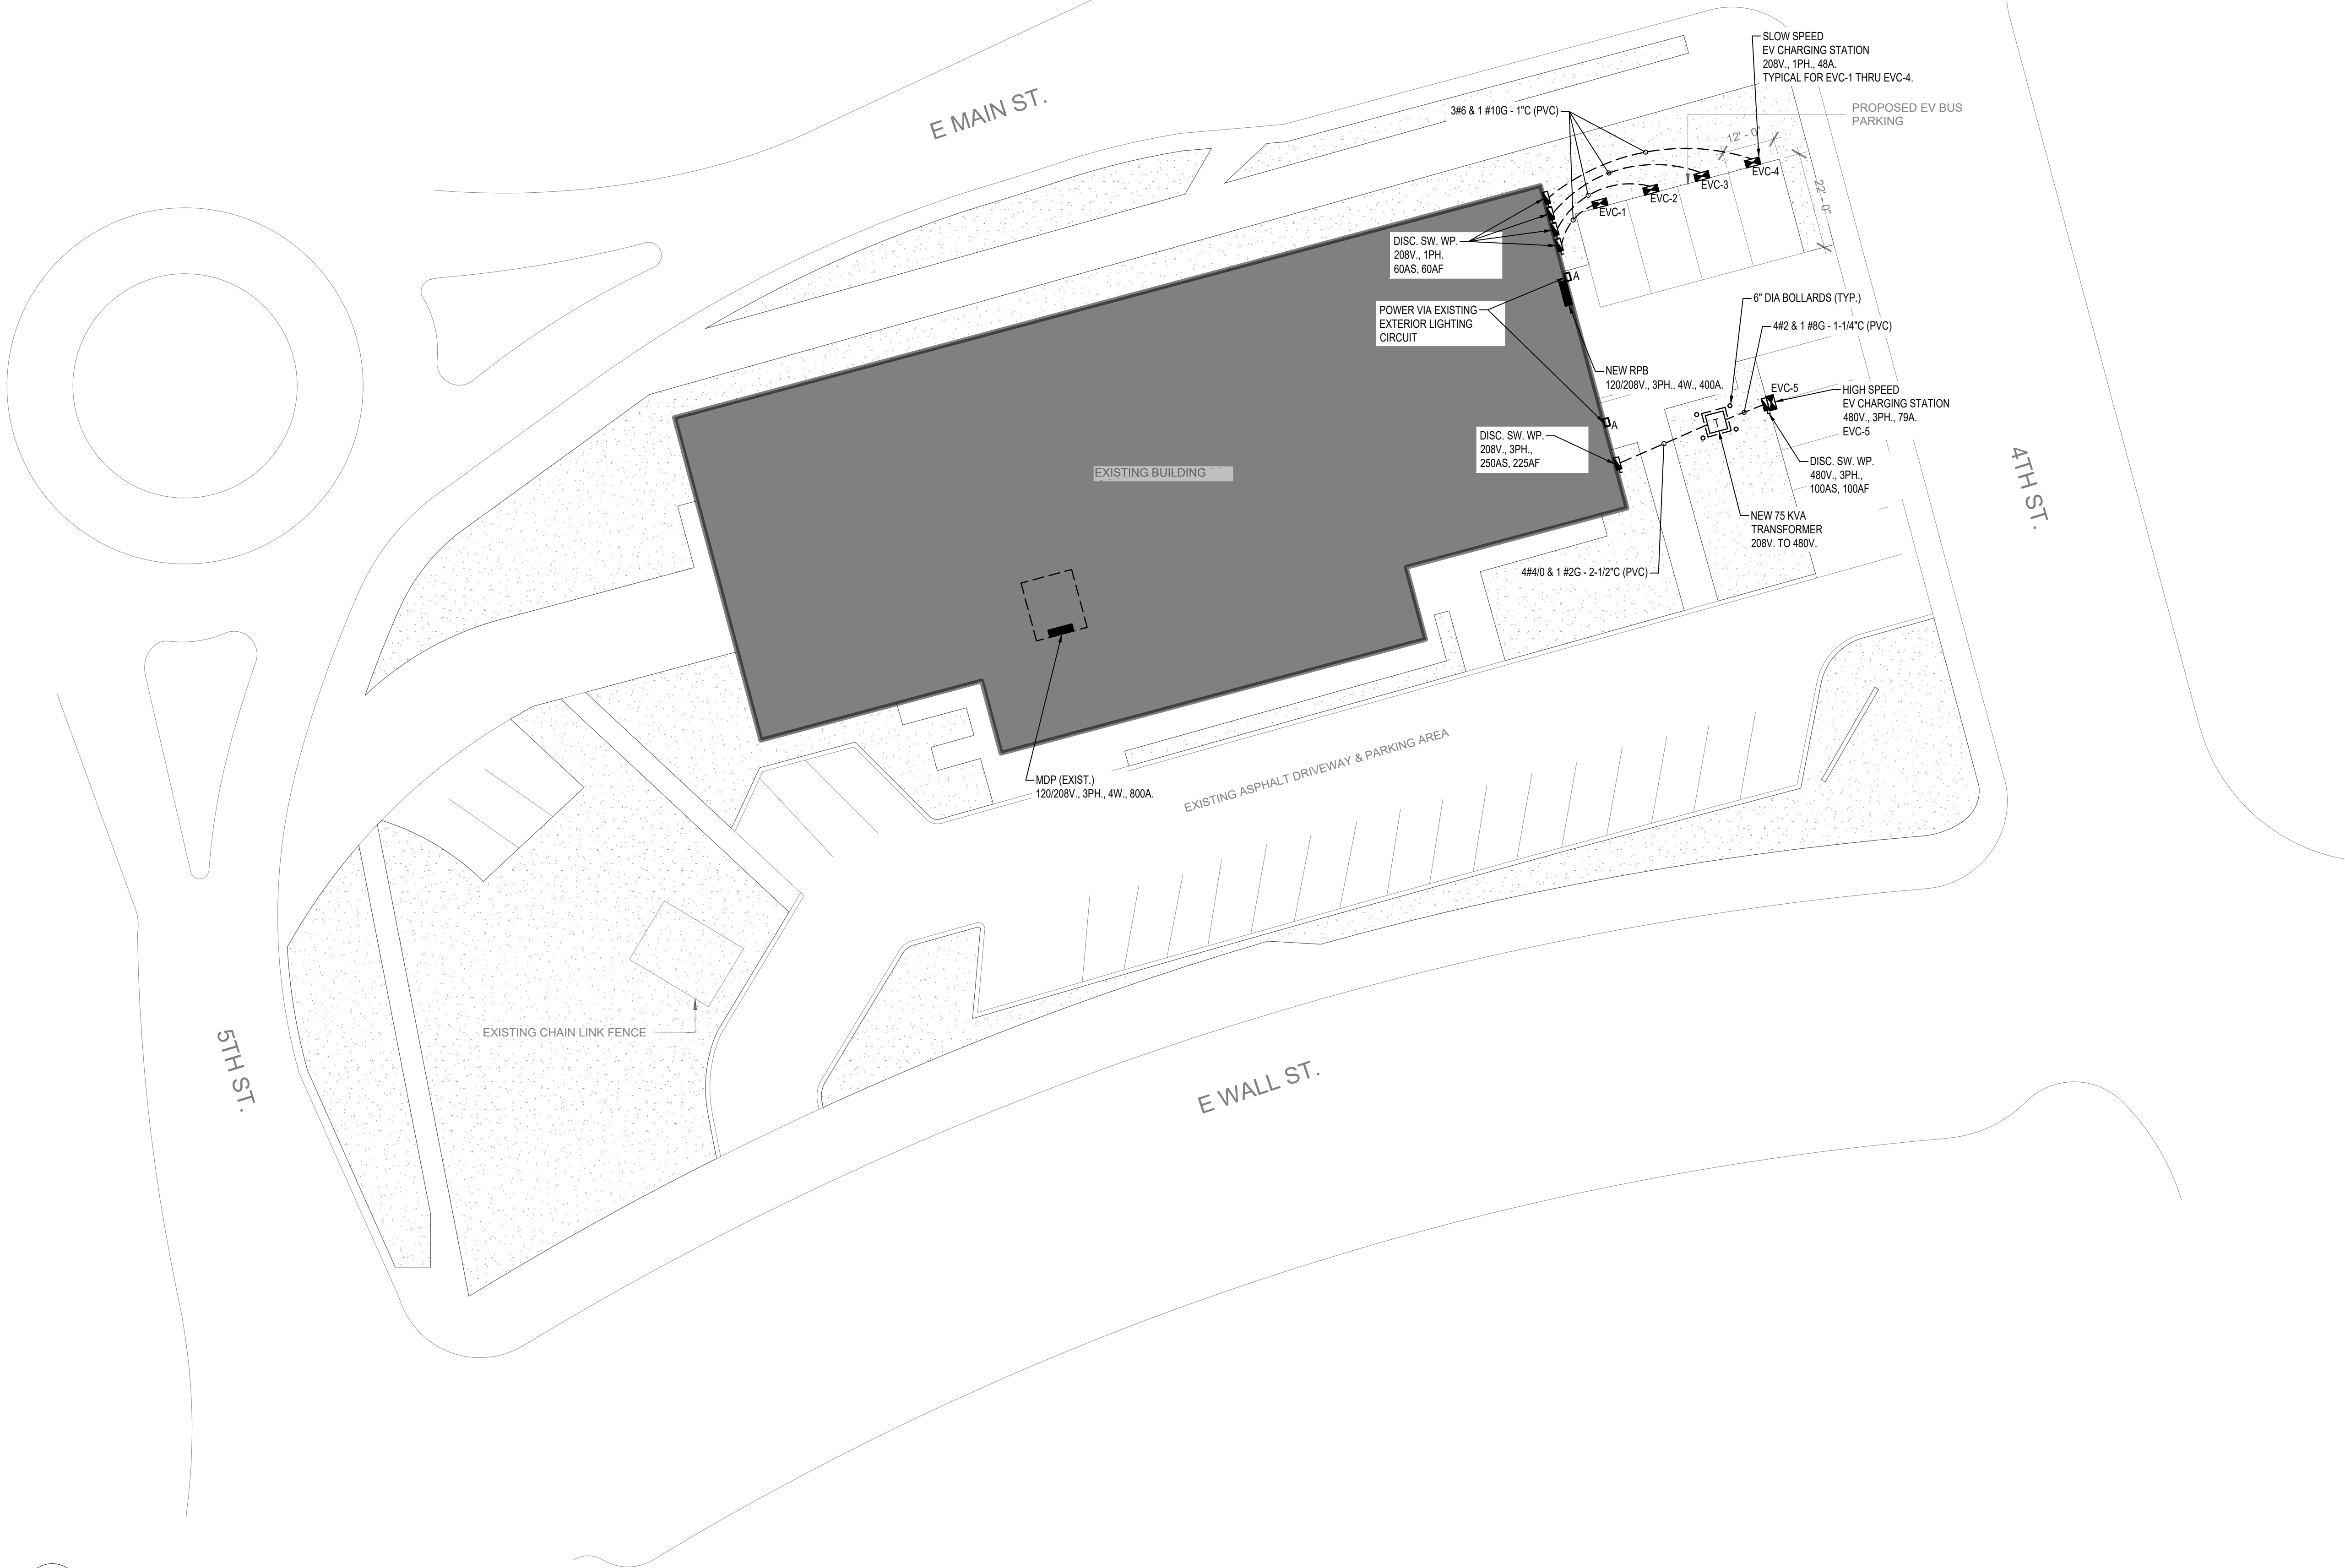 E MAIN ST.
SLOW SPEED
EV CHARGING STATION
208V., 1PH., 48A.
TYPICAL FOR EVC-1 THRU EVC-4.
PROPOSED EV BUS
PARKING
3#6 & 1 #10G - 1"C (PVC)
12' - 0"
22' - 0"
EVC-4
EVC-3
EVC-2
EVC-1
DISC. SW. WP.
208V., 1PH.
60AS, 60AF
A
POWER VIA EXISTING
EXTERIOR LIGHTING
CIRCUIT
6" DIA BOLLARDS (TYP.)
4#2 & 1 #8G - 1-1/4"C (PVC)
NEW RPB
120/208V., 3PH., 4W., 400A.
EVC-5
HIGH SPEED
EV CHARGING STATION
480V., 3PH., 79A.
EVC-5
A
T
DISC. SW. WP.
208V., 3PH.,
250AS, 225AF
DISC. SW. WP.
480V., 3PH.,
100AS, 100AF
4TH ST.
EXISTING BUILDING
NEW 75 KVA
TRANSFORMER
208V. TO 480V.
4#4/0 & 1 #2G - 2-1/2"C (PVC)
MDP (EXIST.)
120/208V., 3PH., 4W., 800A.
EXISTING ASPHALT DRIVEWAY & PARKING AREA
EXISTING CHAIN LINK FENCE
5TH ST.
E WALL ST.